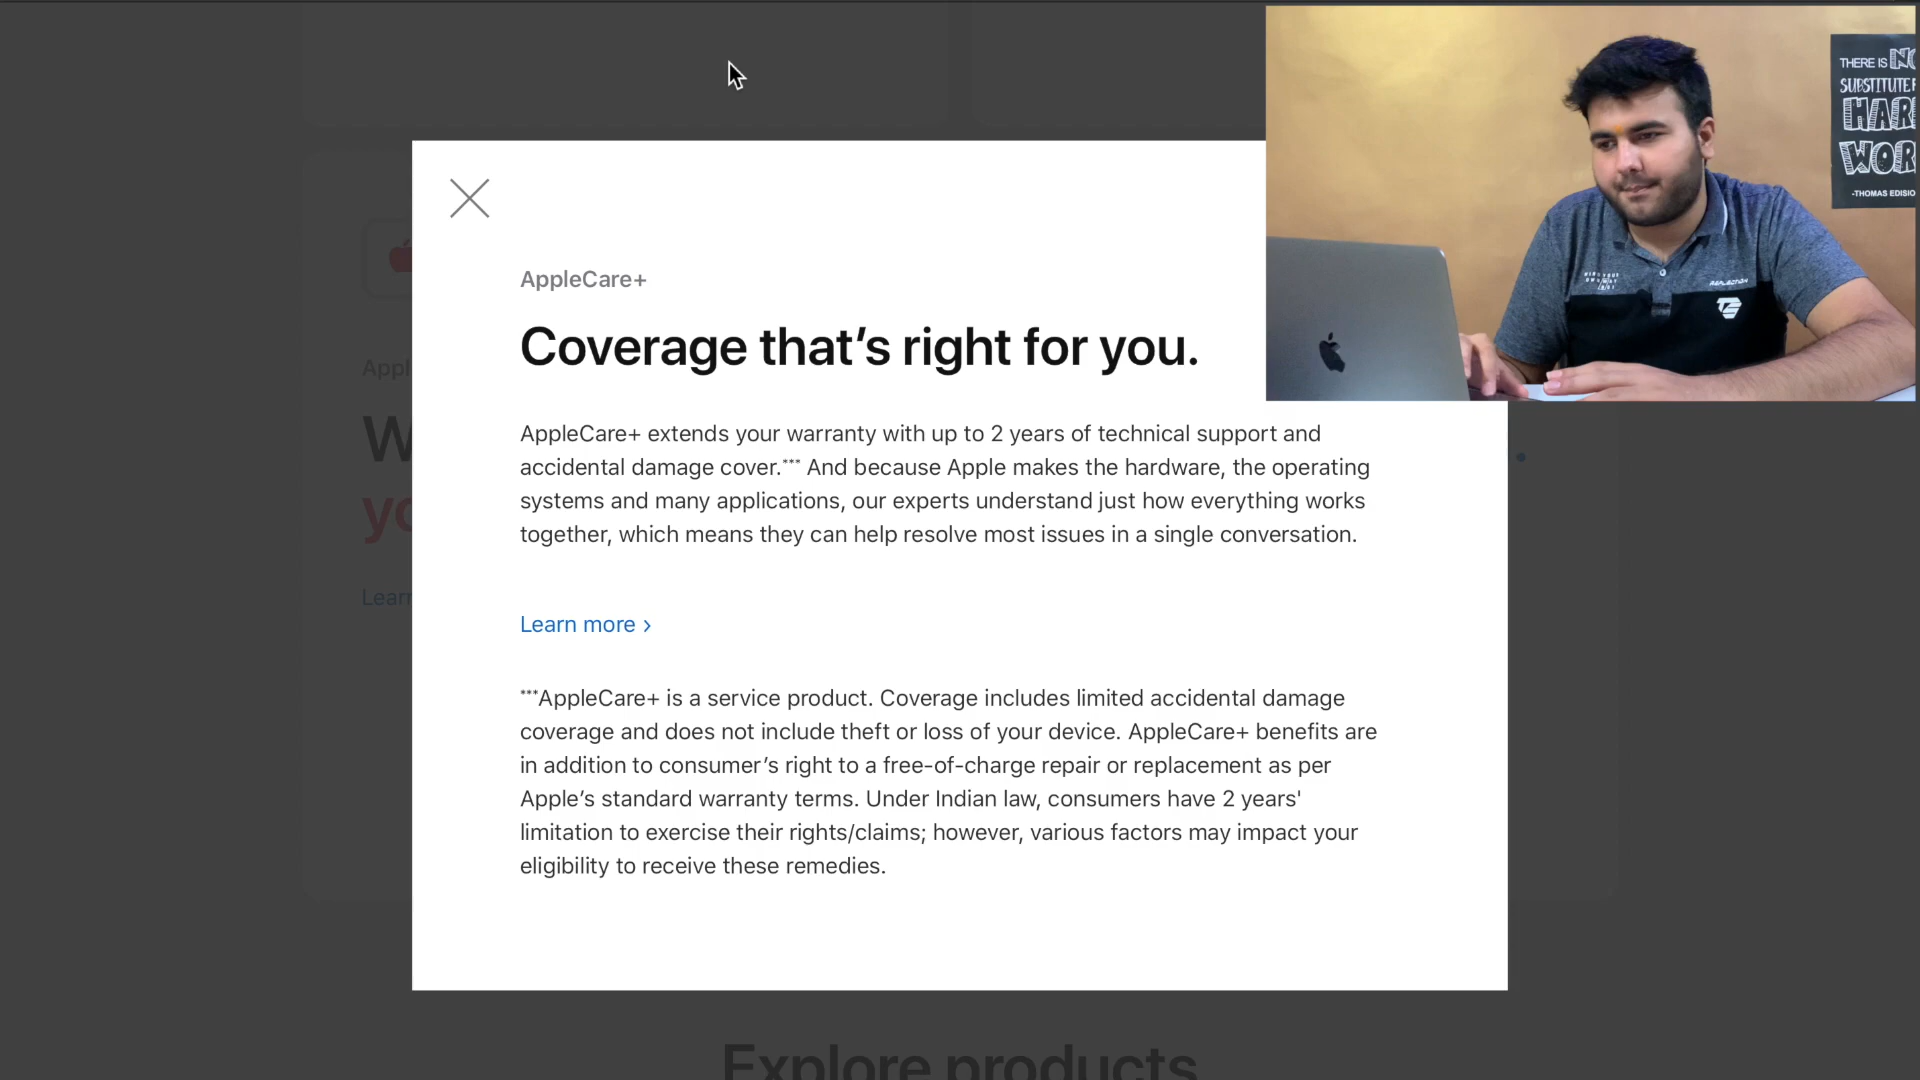 AppleCare+
Coverage that’s right for you.
AppleCare+ extends your warranty with up to 2 years of technical support and
accidental damage cover.*** And because Apple makes the hardware, the operating
systems and many applications, our experts understand just how everything works
together, which means they can help resolve most issues in a single conversation.
Learn more ›
***AppleCare+ is a service product. Coverage includes limited accidental damage
coverage and does not include theft or loss of your device. AppleCare+ benefits are
in addition to consumer’s right to a free-of-charge repair or replacement as per
Apple’s standard warranty terms. Under Indian law, consumers have 2 years'
limitation to exercise their rights/claims; however, various factors may impact your
eligibility to receive these remedies.
Explore products
THERE IS
SUBSTITUTE
-THOMAS
REFLECTION